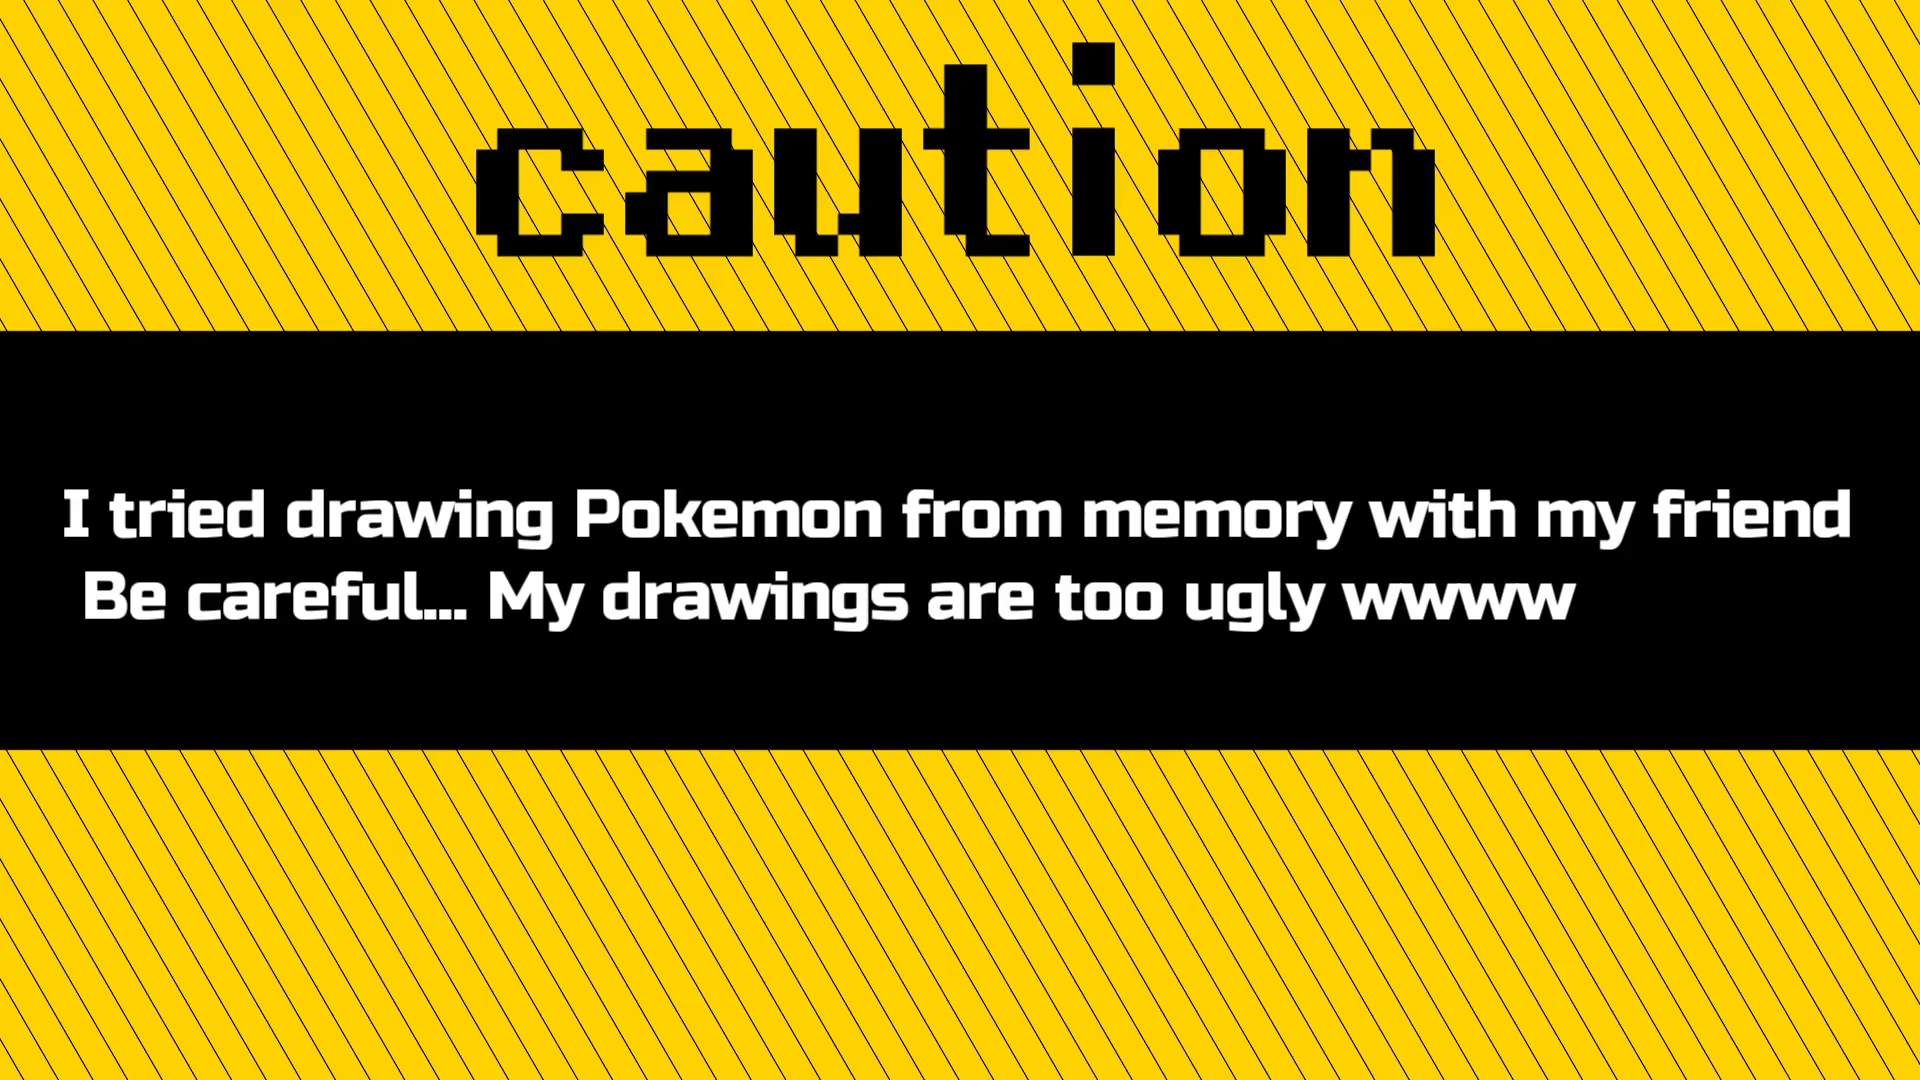 caution
I tried drawing Pokemon from memory with my friend
Be careful... My drawings are too ugly wwww